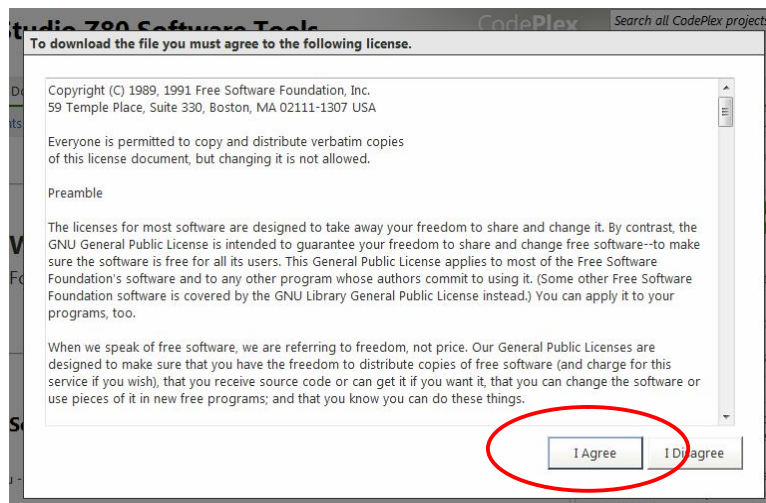 Studio Z80 Software Tools
CodePlex
Search all CodePlex projects
To download the file you must agree to the following license.
Copyright (C) 1989, 1991 Free Software Foundation, Inc.
59 Temple Place, Suite 330, Boston, MA 02111-1307 USA
Everyone is permitted to copy and distribute verbatim copies
of this license document, but changing it is not allowed.
Preamble
The licenses for most software are designed to take away your freedom to share and change it. By contrast, the
GNU General Public License is intended to guarantee your freedom to share and change free software--to make
sure the software is free for all its users. This General Public License applies to most of the Free Software
Foundation's software and to any other program whose authors commit to using it. (Some other Free Software
Foundation software is covered by the GNU Library General Public License instead.) You can apply it to your
programs, too.
When we speak of free software, we are referring to freedom, not price. Our General Public Licenses are
designed to make sure that you have the freedom to distribute copies of free software (and charge for this
service if you wish), that you receive source code or can get it if you want it, that you can change the software or
use pieces of it in new free programs; and that you know you can do these things.
I Agree
I Disagree